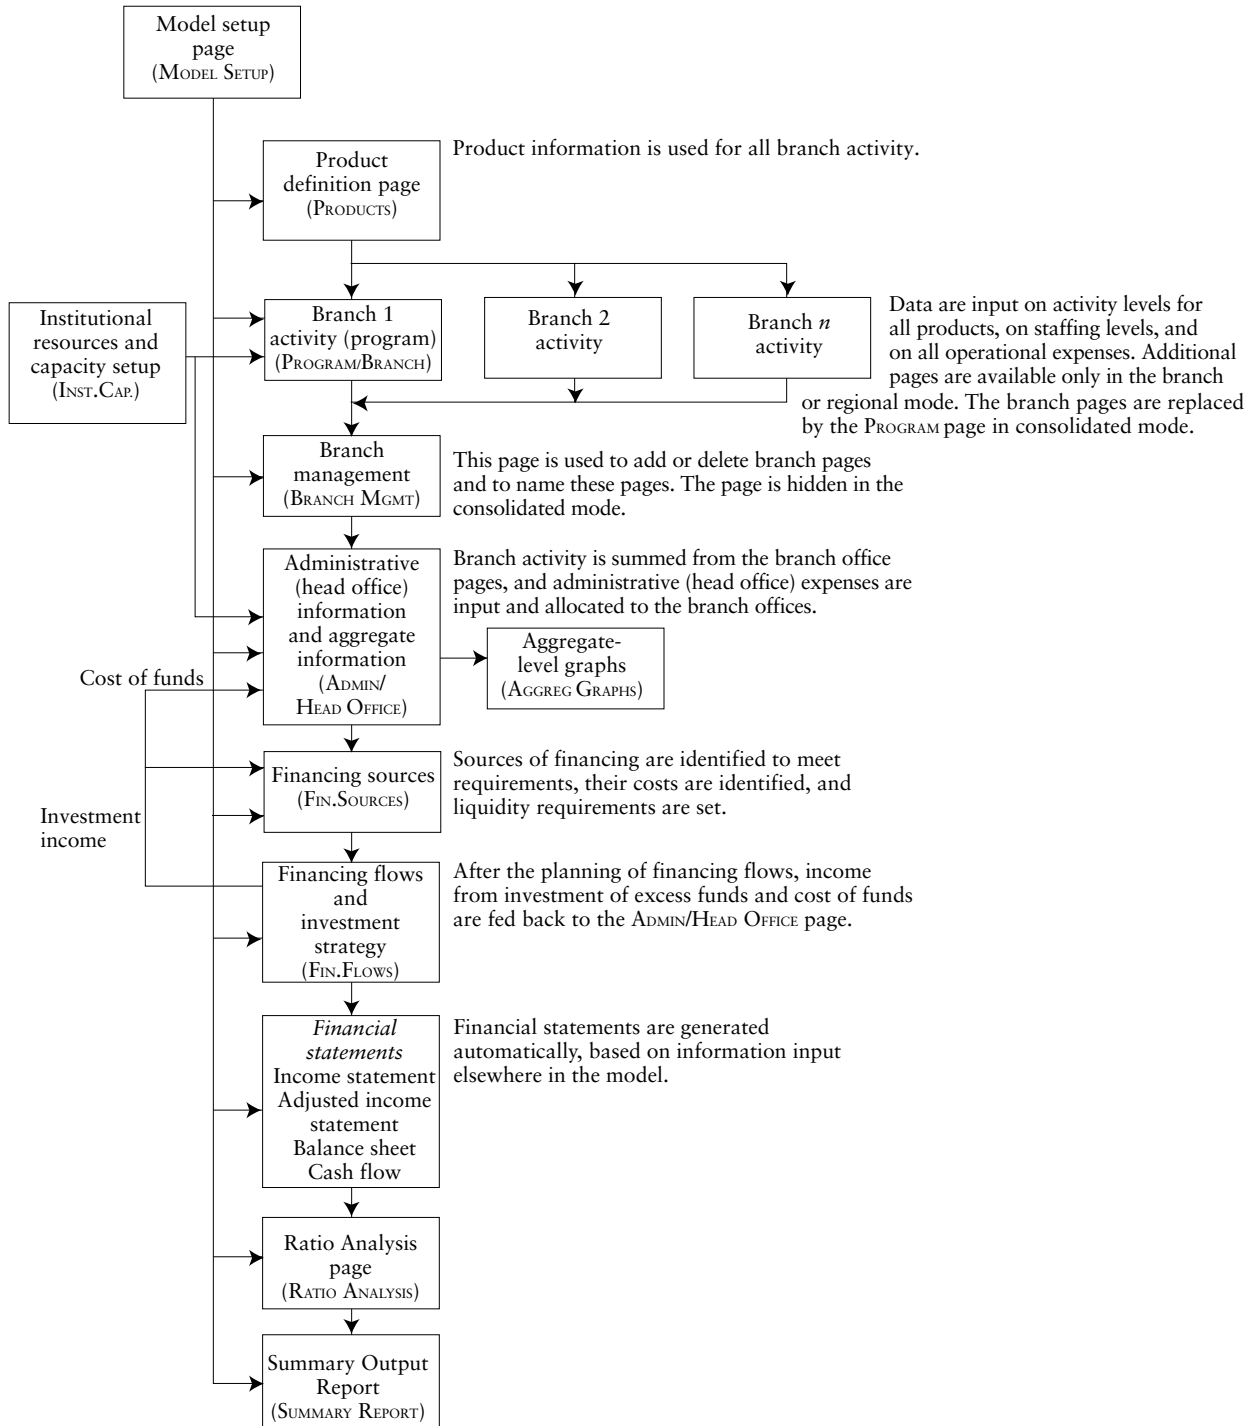 Model setup
page
(MODEL SETUP)
Product
definition page
(PRODUCTS)
Product information is used for all branch activity.
Institutional
resources and
capacity setup
(INST.CAP.)
Branch 1
activity (program)
(PROGRAM/BRANCH)
Branch 2
activity
Branch n
activity
Data are input on activity levels for
all products, on staffing levels, and
on all operational expenses. Additional
pages are available only in the branch
or regional mode. The branch pages are replaced
by the PROGRAM page in consolidated mode.
Branch
management
(BRANCH MGMT)
This page is used to add or delete branch pages
and to name these pages. The page is hidden in the
consolidated mode.
Administrative
(head office)
information
and aggregate
information
(ADMIN/
HEAD OFFICE)
Branch activity is summed from the branch office
pages, and administrative (head office) expenses are
input and allocated to the branch offices.
Aggregate-
level graphs
(AGGREG GRAPHS)
Cost of funds
Financing sources
(FIN.SOURCES)
Sources of financing are identified to meet
requirements, their costs are identified, and
liquidity requirements are set.
Investment
income
Financing flows
and
investment
strategy
(FIN.FLOWS)
After the planning of financing flows, income
from investment of excess funds and cost of funds
are fed back to the ADMIN/HEAD OFFICE page.
Financial
statements
Income statement
Adjusted income
statement
Balance sheet
Cash flow
Financial statements are generated
automatically, based on information input
elsewhere in the model.
Ratio Analysis
page
(RATIO ANALYSIS)
Summary Output
Report
(SUMMARY REPORT)